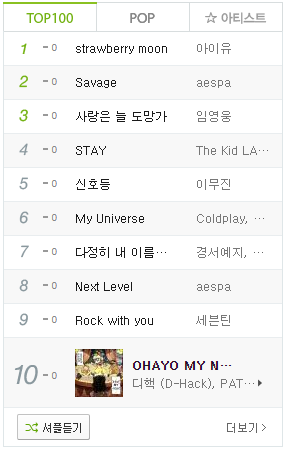 TOP100 POP ☆ 아티스트
1 - 0 strawberry moon 아이유
2 - 0 Savage aespa
3 - 0 사랑은 늘 도망가 임영웅
4 - 0 STAY The Kid LA…
5 - 0 신호등 이무진
6 - 0 My Universe Coldplay, …
7 - 0 다정히 내 이름… 경서예지, …
8 - 0 Next Level aespa
9 - 0 Rock with you 세븐틴
10 - 0 OHAYO MY N…
디핵 (D-Hack), PAT…
셔플듣기 더보기 >